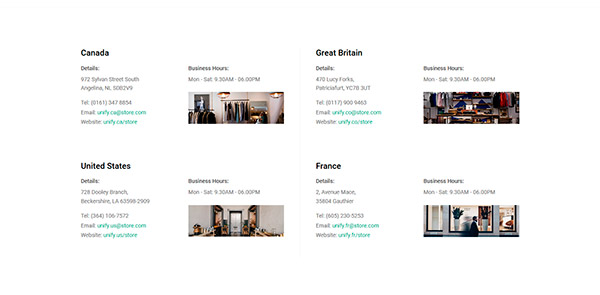 Canada
Details:
972 Sylvan Street South
Angelina, NL S0B2V9
Tel: (0161) 347 8854
Email: unify.ca@store.com
Website: unify.ca/store
Business Hours:
Mon - Sat: 9.30AM - 06.00PM
Great Britain
Details:
470 Lucy Forks,
Patriciafurt, YC7B 3UT
Tel: (0117) 900 9463
Email: unify.co@store.com
Website: unify.co/store
Business Hours:
Mon - Sat: 9.30AM - 06.00PM
United States
Details:
728 Dooley Branch,
Beckershire, LA 63598-2909
Tel: (364) 106-7572
Email: unify.us@store.com
Website: unify.us/store
Business Hours:
Mon - Sat: 9.30AM - 06.00PM
France
Details:
2, Avenue Mace,
35604 Gauthier
Tel: (605) 230-5253
Email: unify.fr@store.com
Website: unify.fr/store
Business Hours:
Mon - Sat: 9.30AM - 06.00PM